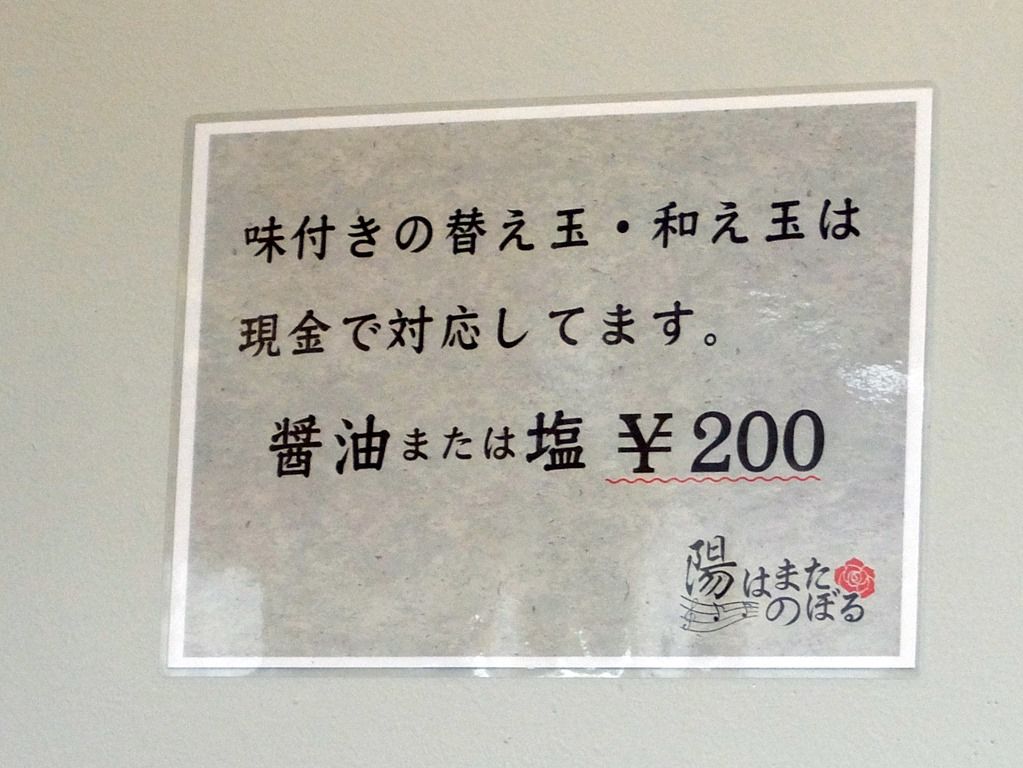 味付きの替え玉・和え玉は
現金で対応してます。
醤油または塩 ¥200
陽はまた
のぼる